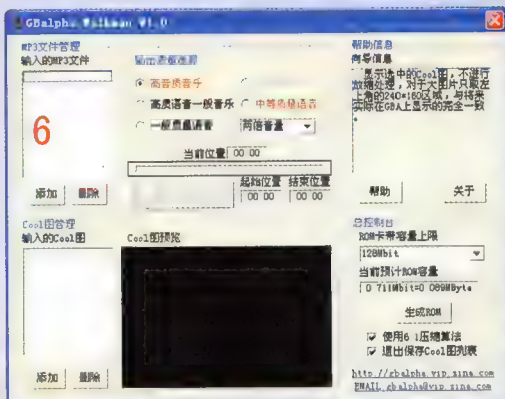 GBalpha Walkman V1.0
MP3文件管理
输入的MP3文件
6
添加 删除
输出质量选择
高音质音乐
高质语音一般音乐 中等质量语音
一般质量语音 两倍音量
当前位置 00 00
起始位置 结束位置
00 00 00 00
帮助信息
向导信息
显示选中的Cool图,不进行
放缩处理,对于大图片只取左
上角的240*160区域,与将来
实际在GBA上显示的完全一致
帮助 关于
Cool图管理
输入的Cool图
添加 删除
Cool图预览
总控制台
ROM卡带容量上限
128Mbit
当前预计ROM容量
0 711Mbit=0 089MByte
生成ROM
使用6 1压缩算法
退出保存Cool图列表
http://gbalpha.vip.sina.com
EMAIL gbalpha@vip.sina.com